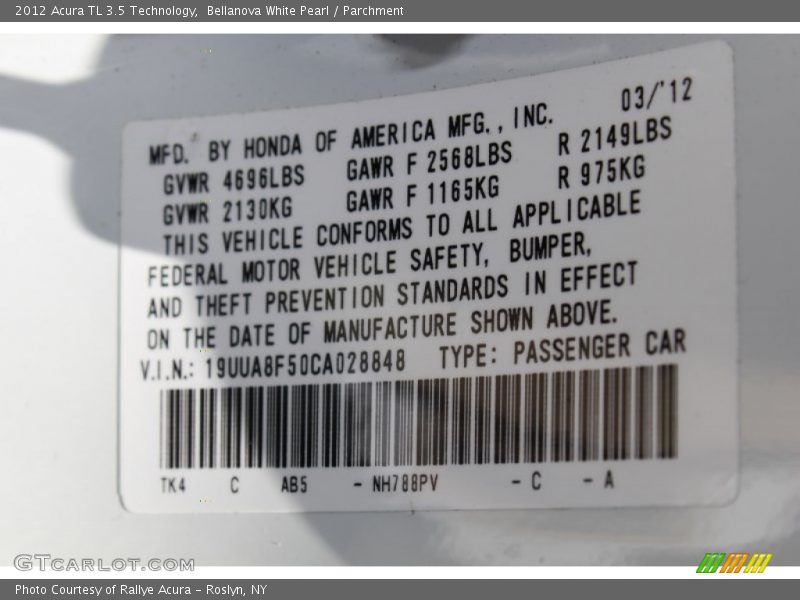 2012 Acura TL 3.5 Technology,  Bellanova White Pearl / Parchment
03/'12
MFD. BY HONDA OF AMERICA MFG., INC.
GVWR 4696LBS GAWR F 2568LBS R 2149LBS
GVWR 2130KG GAWR F 1165KG R 975KG
THIS VEHICLE CONFORMS TO ALL APPLICABLE
FEDERAL MOTOR VEHICLE SAFETY, BUMPER,
AND THEFT PREVENTION STANDARDS IN EFFECT
ON THE DATE OF MANUFACTURE SHOWN ABOVE.
V.I.N.: 19UUA8F50CA028848 TYPE: PASSENGER CAR
TK4 C AB5 - NH788PV - C - A
GTCARLOT.COM
Photo Courtesy of Rallye Acura - Roslyn, NY